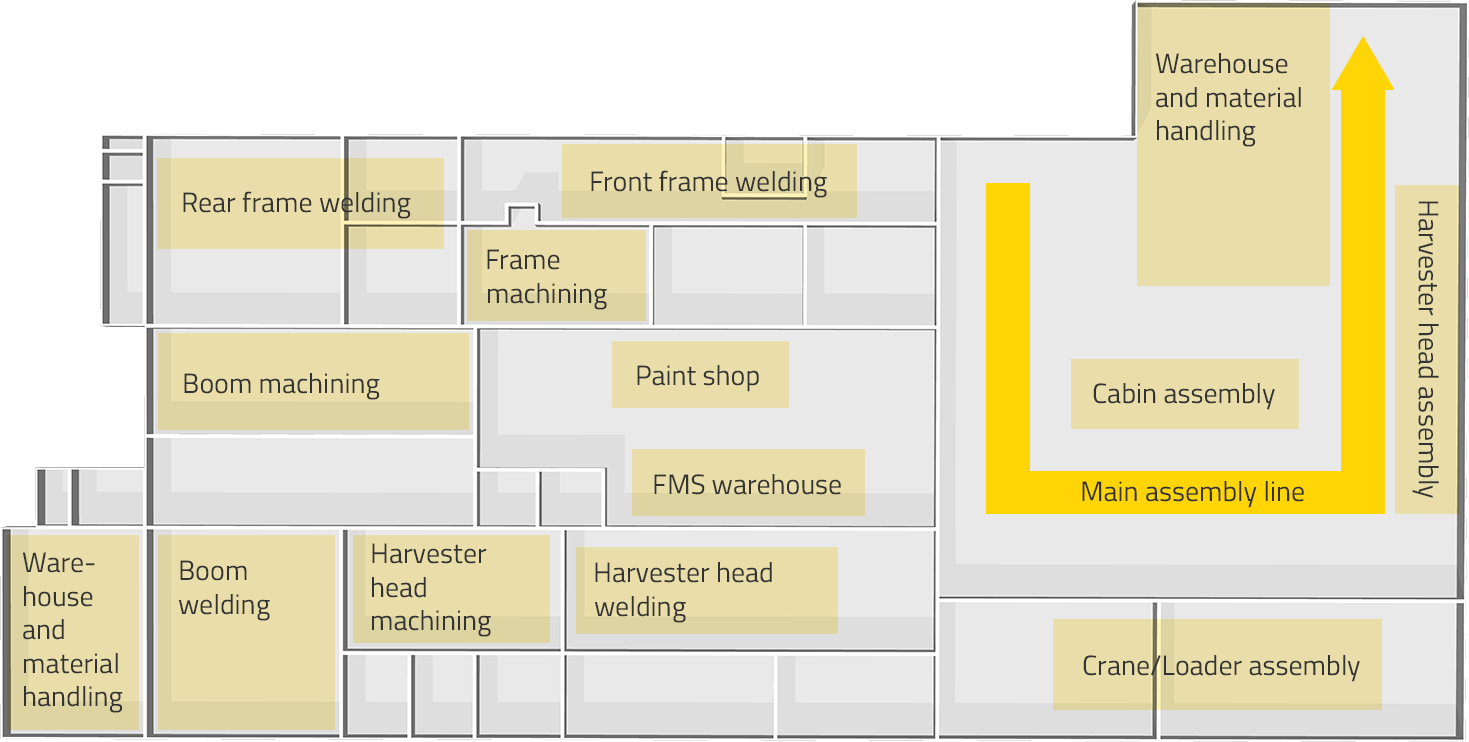 Warehouse
and material
handling
Rear frame welding
Front frame welding
Harvester head assembly
Frame
machining
Boom machining
Paint shop
Cabin assembly
FMS warehouse
Main assembly line
Ware-
house
and
material
handling
Boom
welding
Harvester
head
machining
Harvester head
welding
Crane/Loader assembly